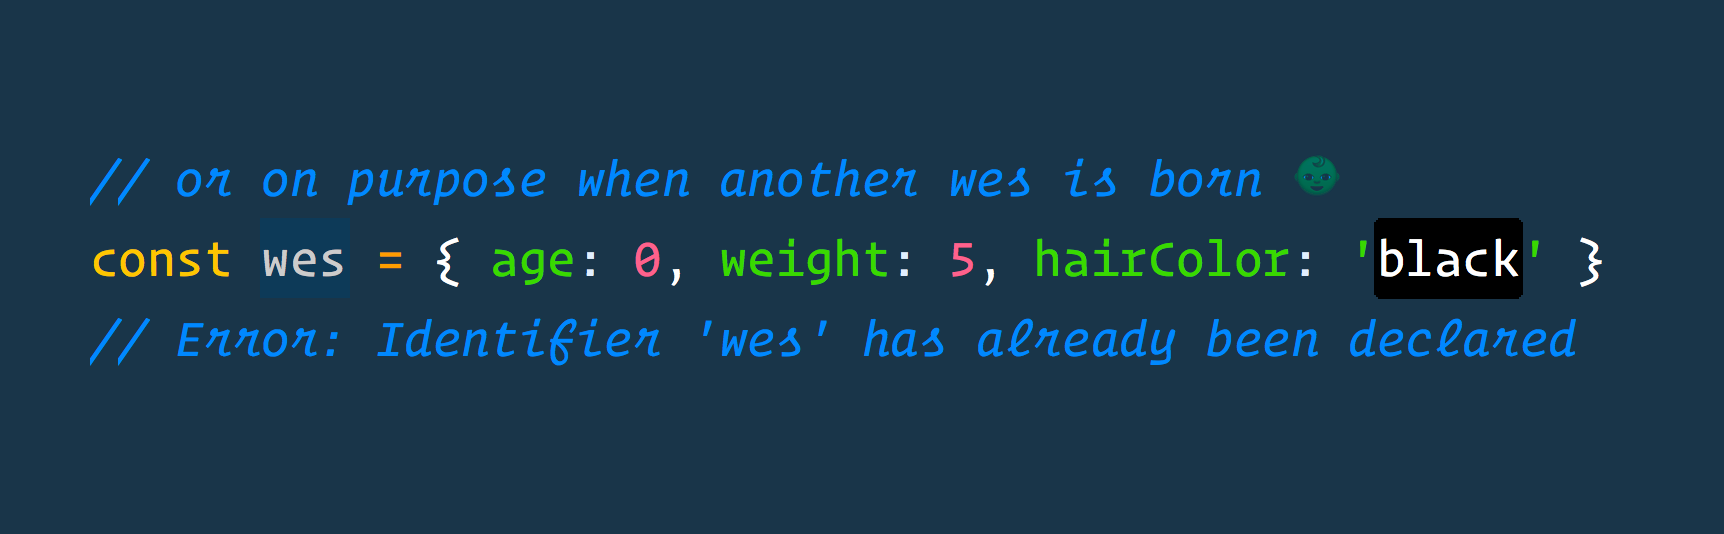 // or on purpose when another wes is born 👶
const wes = { age: 0, weight: 5, hairColor: 'black' }
// Error: Identifier 'wes' has already been declared